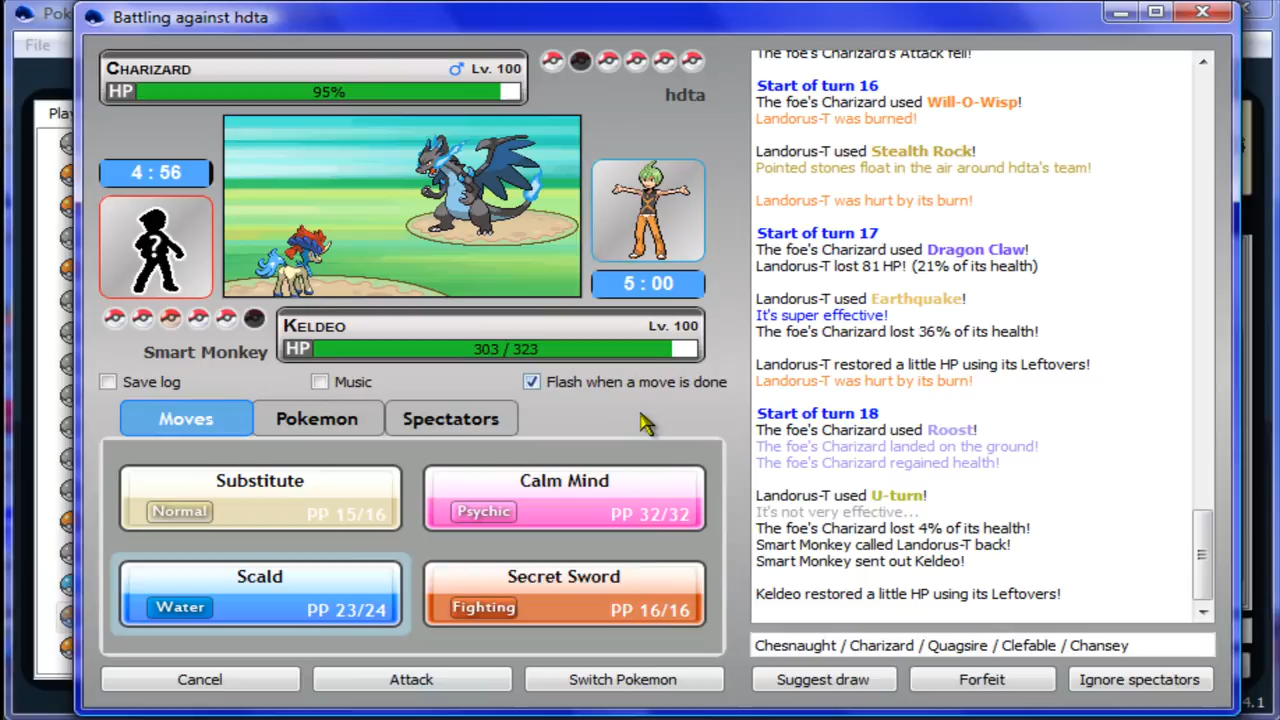 Pok
Battling against hdta
File
Play
CHARIZARD ♂ Lv. 100
HP 95%
hdta
4 : 56
5 : 00
KELDEO Lv. 100
HP 303 / 323
Smart Monkey
Save log Music Flash when a move is done
Moves Pokemon Spectators
Substitute
Normal PP 15/16
Calm Mind
Psychic PP 32/32
Scald
Water PP 23/24
Secret Sword
Fighting PP 16/16
Cancel Attack Switch Pokemon
The foe's Charizard's Attack fell!
Start of turn 16
The foe's Charizard used Will-O-Wisp!
Landorus-T was burned!
Landorus-T used Stealth Rock!
Pointed stones float in the air around hdta's team!
Landorus-T was hurt by its burn!
Start of turn 17
The foe's Charizard used Dragon Claw!
Landorus-T lost 81 HP! (21% of its health)
Landorus-T used Earthquake!
It's super effective!
The foe's Charizard lost 36% of its health!
Landorus-T restored a little HP using its Leftovers!
Landorus-T was hurt by its burn!
Start of turn 18
The foe's Charizard used Roost!
The foe's Charizard landed on the ground!
The foe's Charizard regained health!
Landorus-T used U-turn!
It's not very effective...
The foe's Charizard lost 4% of its health!
Smart Monkey called Landorus-T back!
Smart Monkey sent out Keldeo!
Keldeo restored a little HP using its Leftovers!
Chesnaught / Charizard / Quagsire / Clefable / Chansey
Suggest draw Forfeit Ignore spectators
4.1